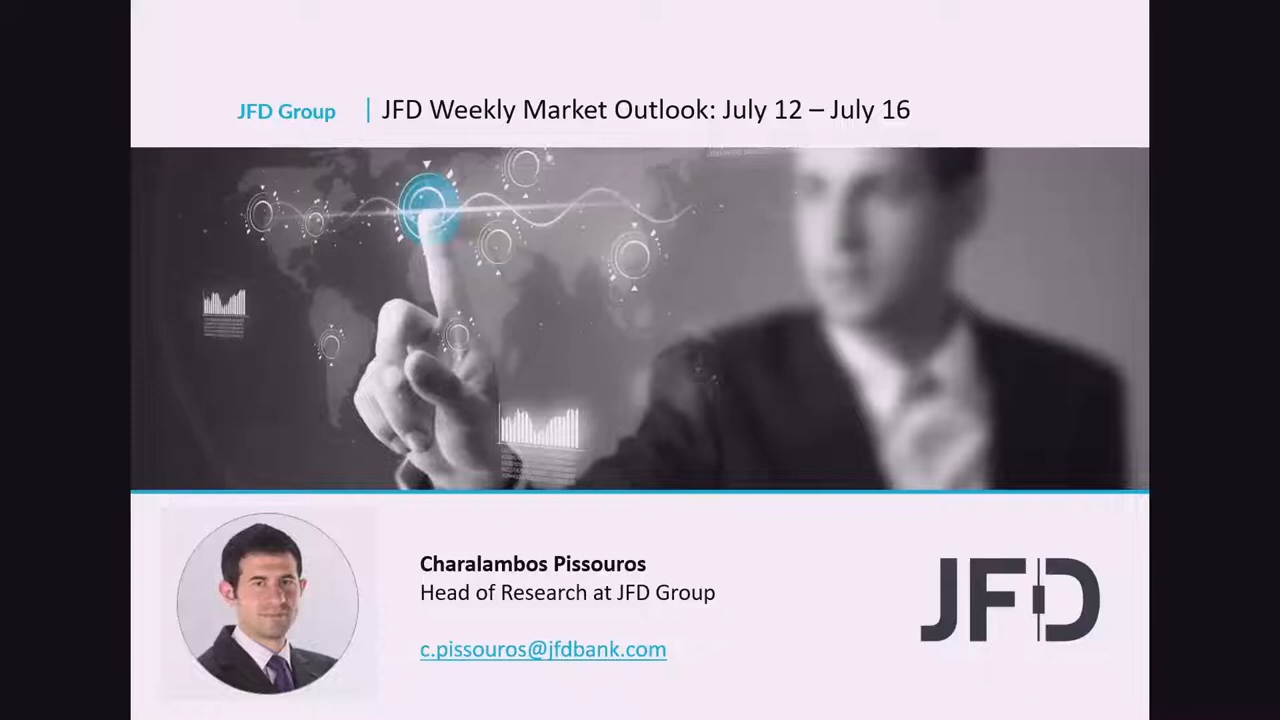 JFD Group | JFD Weekly Market Outlook: July 12 – July 16
Charalambos Pissouros
Head of Research at JFD Group
c.pissouros@jfdbank.com
JFD